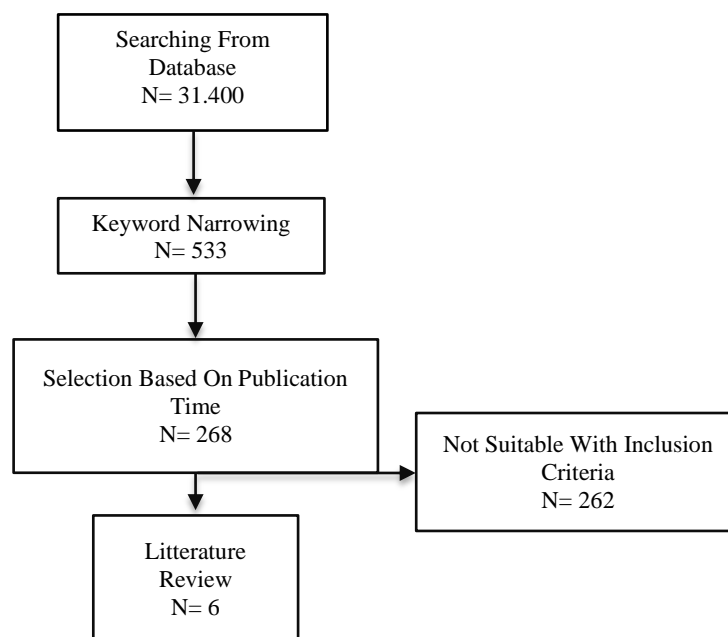 Searching From
Database
N= 31.400
Keyword Narrowing
N= 533
Selection Based On Publication
Time
N= 268
Not Suitable With Inclusion
Criteria
N= 262
Litterature
Review
N= 6